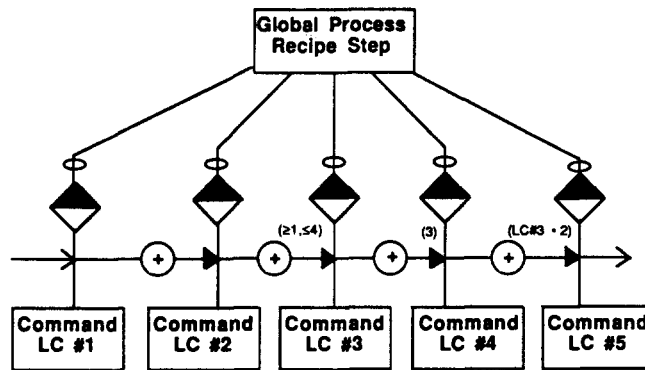 Global Process
Recipe Step
(≥1,≤4)
(3)
(LC#3 • 2)
+
+
+
+
Command
LC #1
Command
LC #2
Command
LC #3
Command
LC #4
Command
LC #5